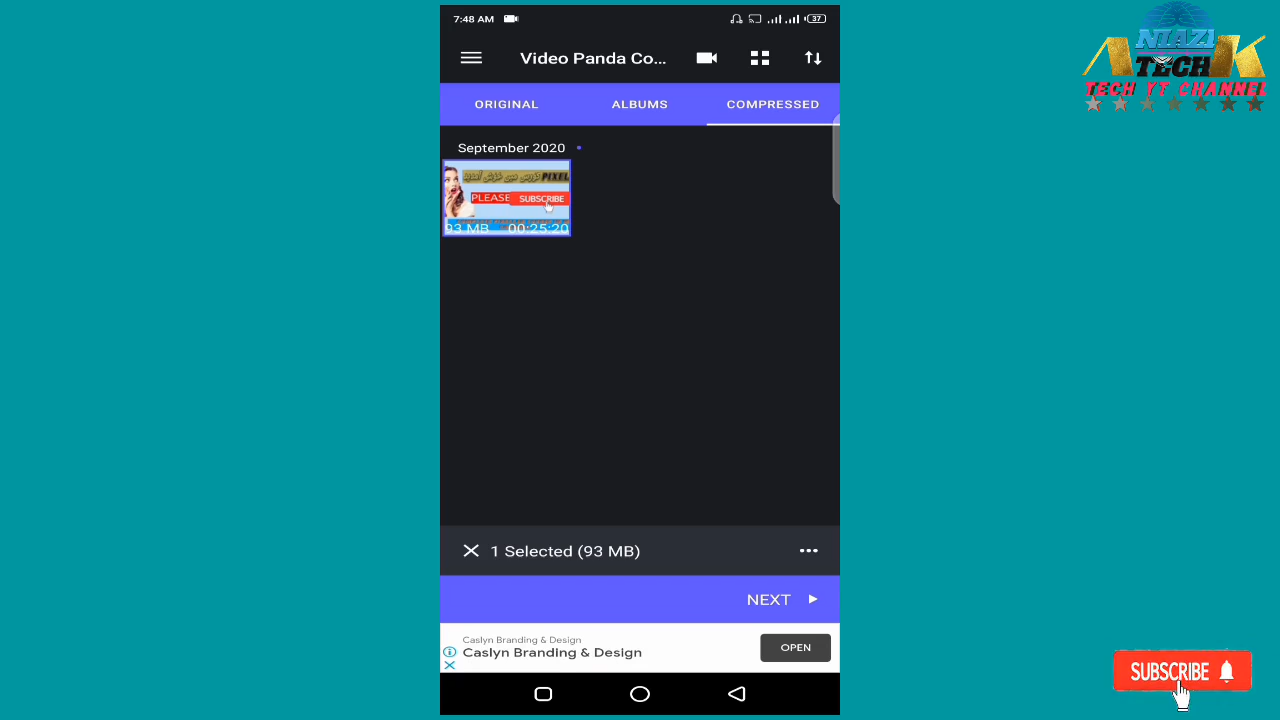 7:48 AM
37
Video Panda Co...
ORIGINAL
ALBUMS
COMPRESSED
September 2020
PIXEL
PLEASE SUBSCRIBE
93 MB 00:25:20
1 Selected (93 MB)
NEXT
Caslyn Branding & Design
Caslyn Branding & Design
OPEN
NIAZI
TECH
TECH YT CHANNEL
SUBSCRIBE